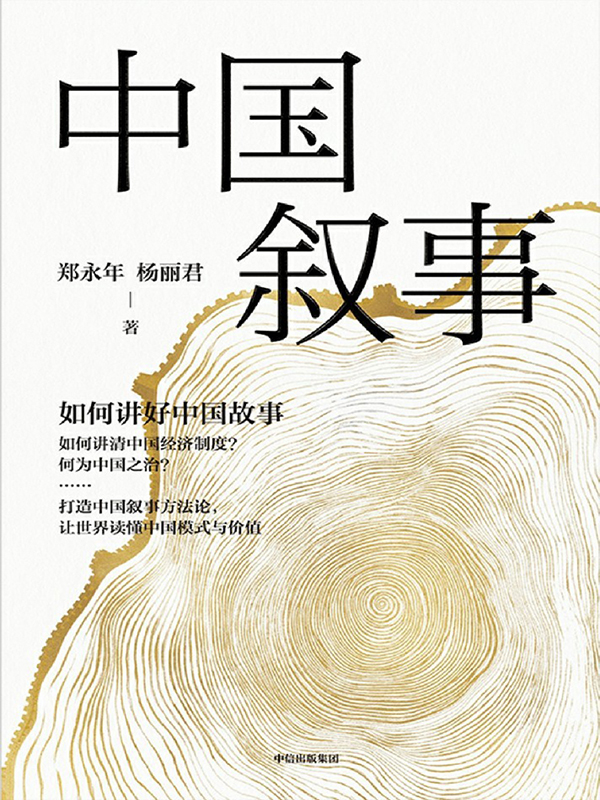 中国
叙事
郑永年 杨丽君
著
如何讲好中国故事
如何讲清中国经济制度？
何为中国之治？
……
打造中国叙事方法论，
让世界读懂中国模式与价值
中信出版集团